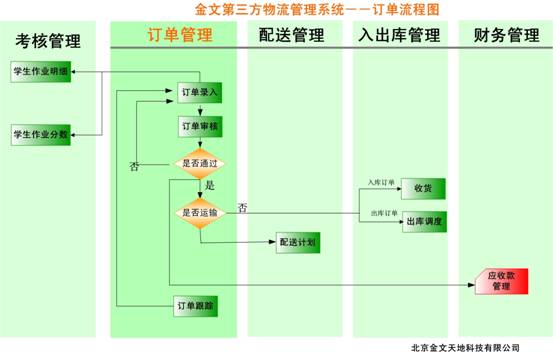 金文第三方物流管理系统－－订单流程图
考核管理
订单管理
配送管理
入出库管理
财务管理
学生作业明细
订单录入
学生作业分数
订单审核
是否通过
否
是
是否运输
否
入库订单
收货
出库订单
出库调度
配送计划
应收款
管理
订单跟踪
北京金文天地科技有限公司